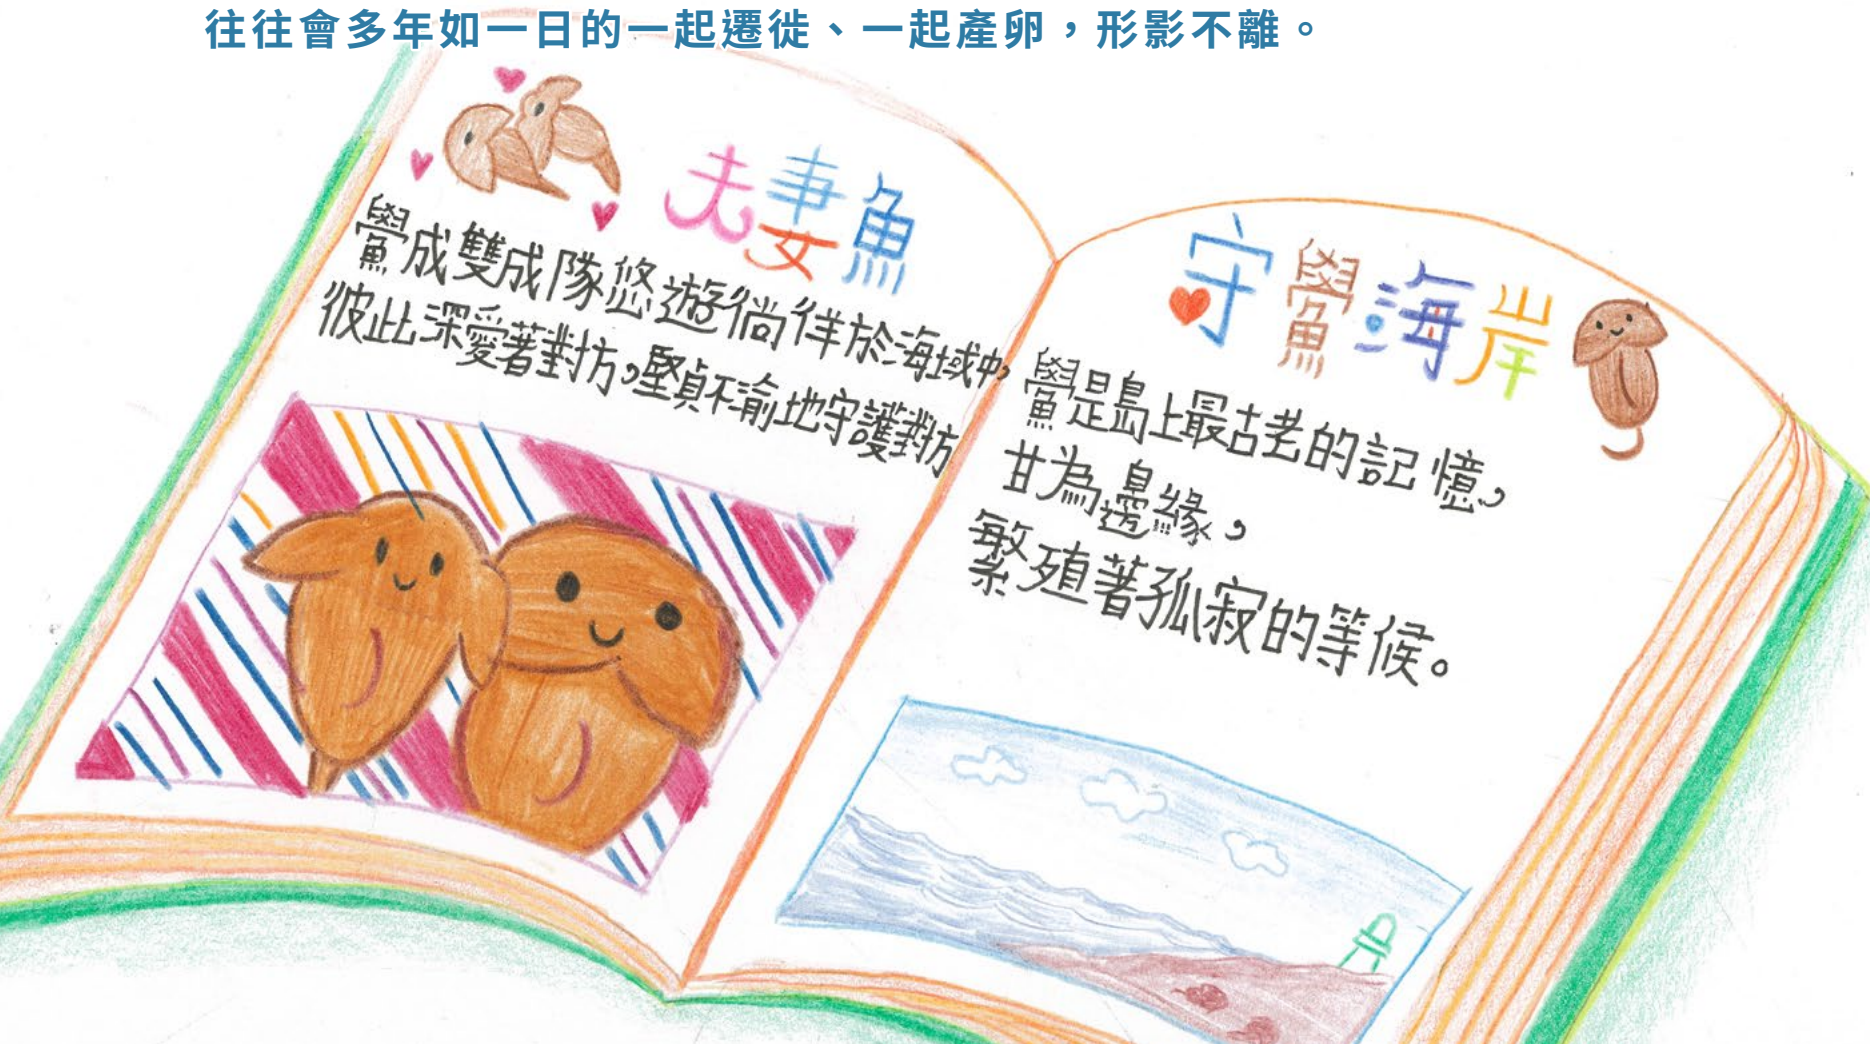 往往會多年如一日的一起遷徙、一起產卵，形影不離。
夫妻魚
鱟成雙成隊悠遊徜徉於海域中，
彼此深愛著對方，堅貞不渝地守護對方
守鱟海岸
鱟是島上最古老的記憶，
甘為邊緣，
繁殖著孤寂的等候。